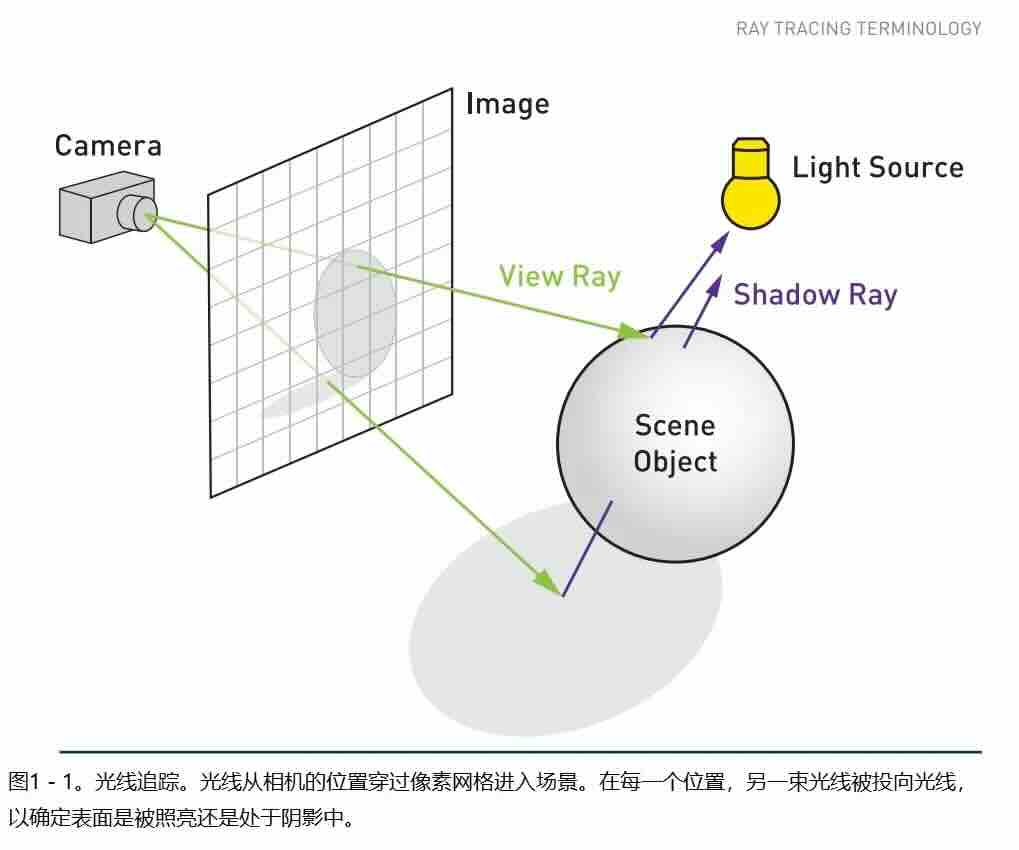 RAY TRACING TERMINOLOGY
Image
Camera
Light Source
View Ray
Shadow Ray
Scene
Object
图1 - 1。光线追踪。光线从相机的位置穿过像素网格进入场景。在每一个位置，另一束光线被投向光线，
以确定表面是被照亮还是处于阴影中。